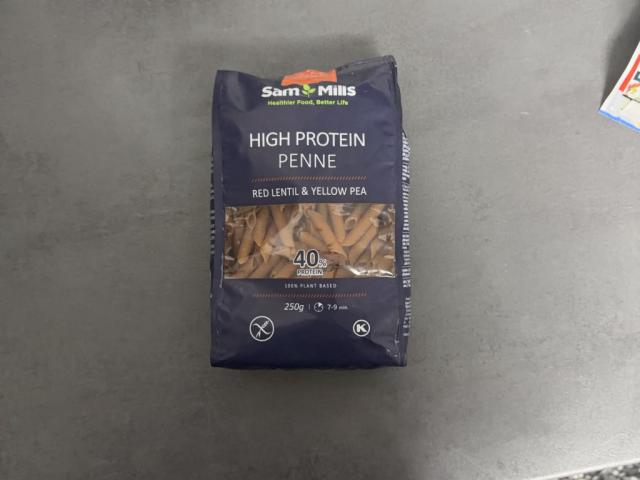 Sam Mills
Healthier Food, Better Life
HIGH PROTEIN
PENNE
RED LENTIL & YELLOW PEA
40%
PROTEIN
100% PLANT BASED
250g | 7-9 min.
K